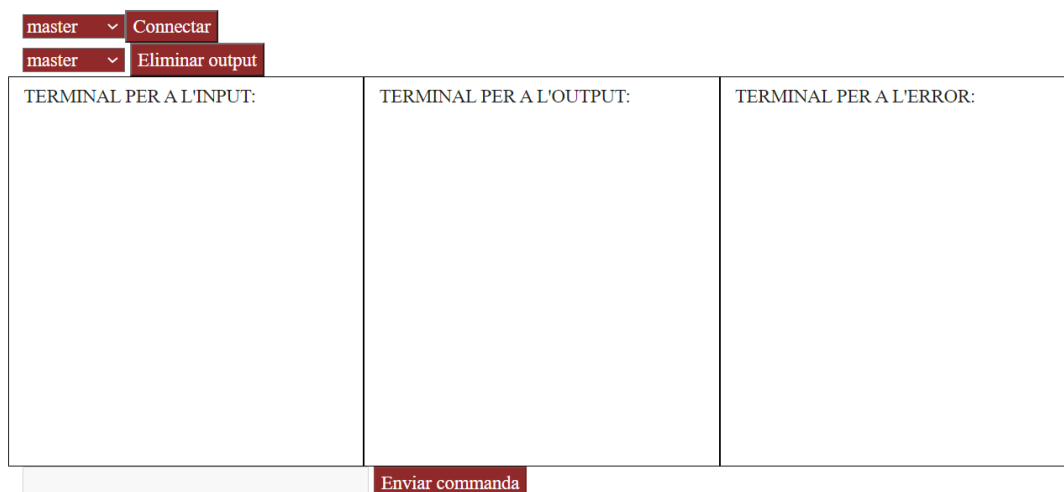 master Connectar
master Eliminar output
TERMINAL PER A L'INPUT: TERMINAL PER A L'OUTPUT: TERMINAL PER A L'ERROR:
Enviar commanda